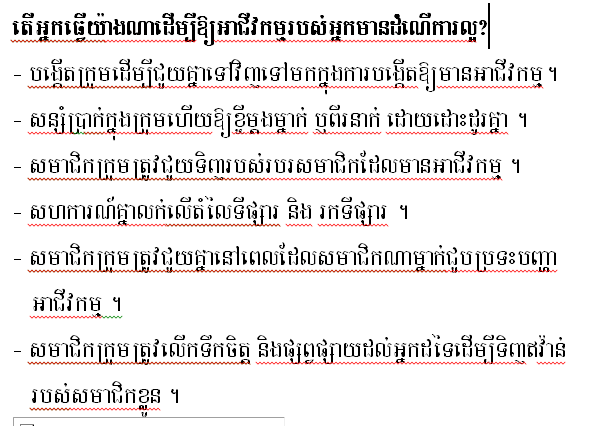 តើអ្នកធ្វើយ៉ាងណាដើម្បីឱ្យអាជីវកម្មរបស់អ្នកមានដំណើការល្អ?
- បង្កើតក្រុមដើម្បីជួយគ្នាទៅវិញទៅមកក្នុងការបង្កើតឱ្យមានអាជីវកម្ម ។
- សន្សំប្រាក់ក្នុងក្រុមហើយឱ្យខ្ចីម្តងម្នាក់ ឬពីរនាក់ ដោយដោះដូរគ្នា ។
- សមាជិកក្រុមត្រូវជួយទិញរបស់របរសមាជិកដែលមានអាជីវកម្ម ។
- សហការណ៍គ្នាលក់លើតំលៃទីផ្សារ និង រកទីផ្សារ ។
- សមាជិកក្រុមត្រូវជួយគ្នានៅពេលដែលសមាជិកណាម្នាក់ជួបប្រទះបញ្ហា
អាជីវកម្ម ។
- សមាជិកក្រុមត្រូវលើកទឹកចិត្ត និងផ្សព្វផ្សាយដល់អ្នកដទៃដើម្បីទិញឥវ៉ាន់
របស់សមាជិកខ្លួន ។